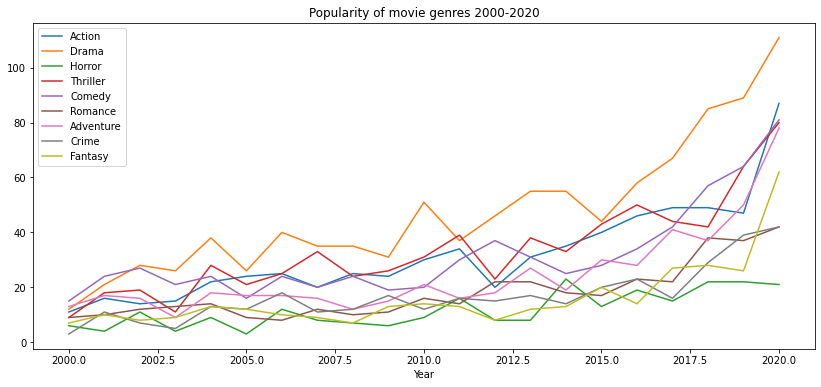 Popularity of movie genres 2000-2020
Action
Drama
Horror
Thriller
Comedy
Romance
Adventure
Crime
Fantasy
100
80
60
40
20
0
2000.0 2002.5 2005.0 2007.5 2010.0 2012.5 2015.0 2017.5 2020.0
Year